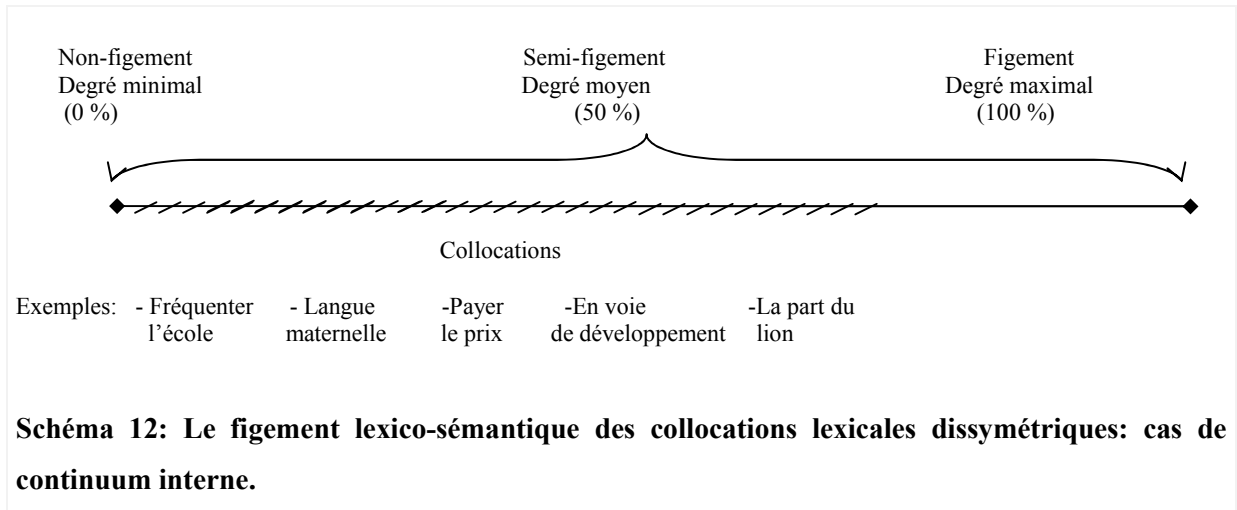 Non-figement Semi-figement Figement
Degré minimal Degré moyen Degré maximal
(0 %) (50 %) (100 %)
Collocations
Exemples: - Fréquenter - Langue -Payer -En voie -La part du
l’école maternelle le prix de développement lion
Schéma 12: Le figement lexico-sémantique des collocations lexicales dissymétriques: cas de
continuum interne.